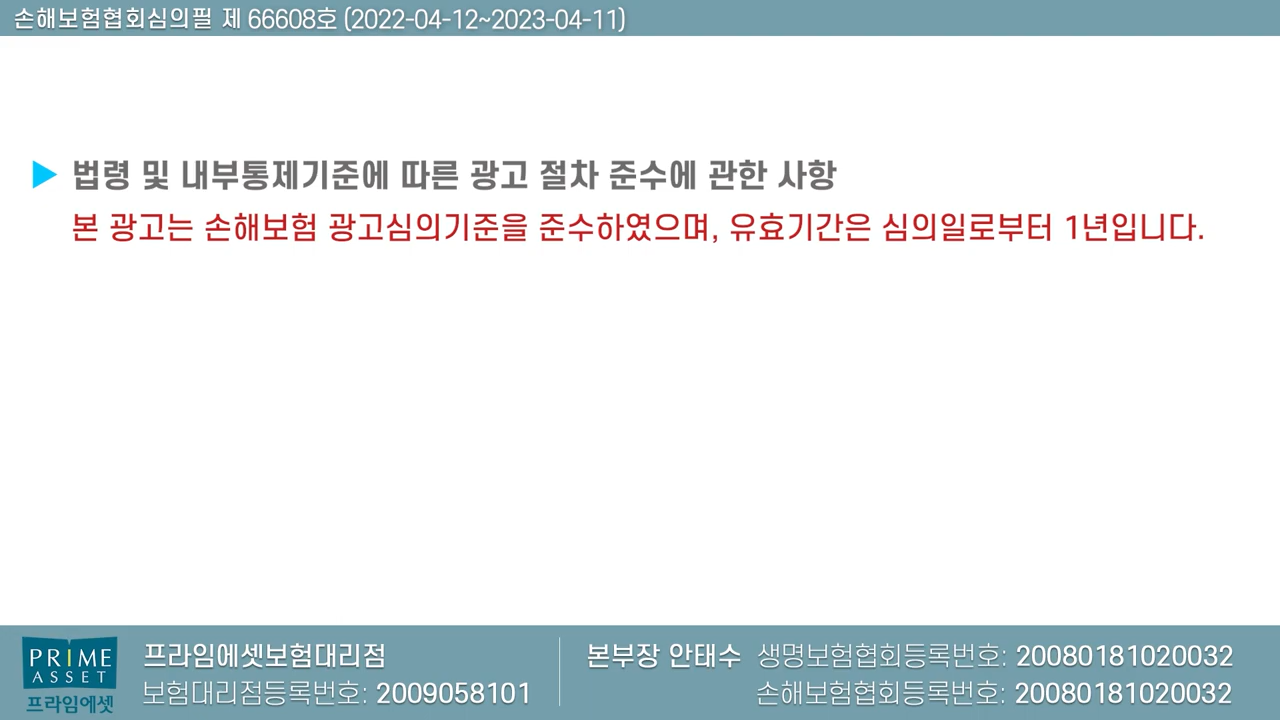 손해보험협회심의필 제 66608호 (2022-04-12~2023-04-11)
▶ 법령 및 내부통제기준에 따른 광고 절차 준수에 관한 사항
본 광고는 손해보험 광고심의기준을 준수하였으며, 유효기간은 심의일로부터 1년입니다.
PRIME
ASSET
프라임에셋
프라임에셋보험대리점
보험대리점등록번호: 2009058101
본부장 안태수 생명보험협회등록번호: 20080181020032
손해보험협회등록번호: 20080181020032